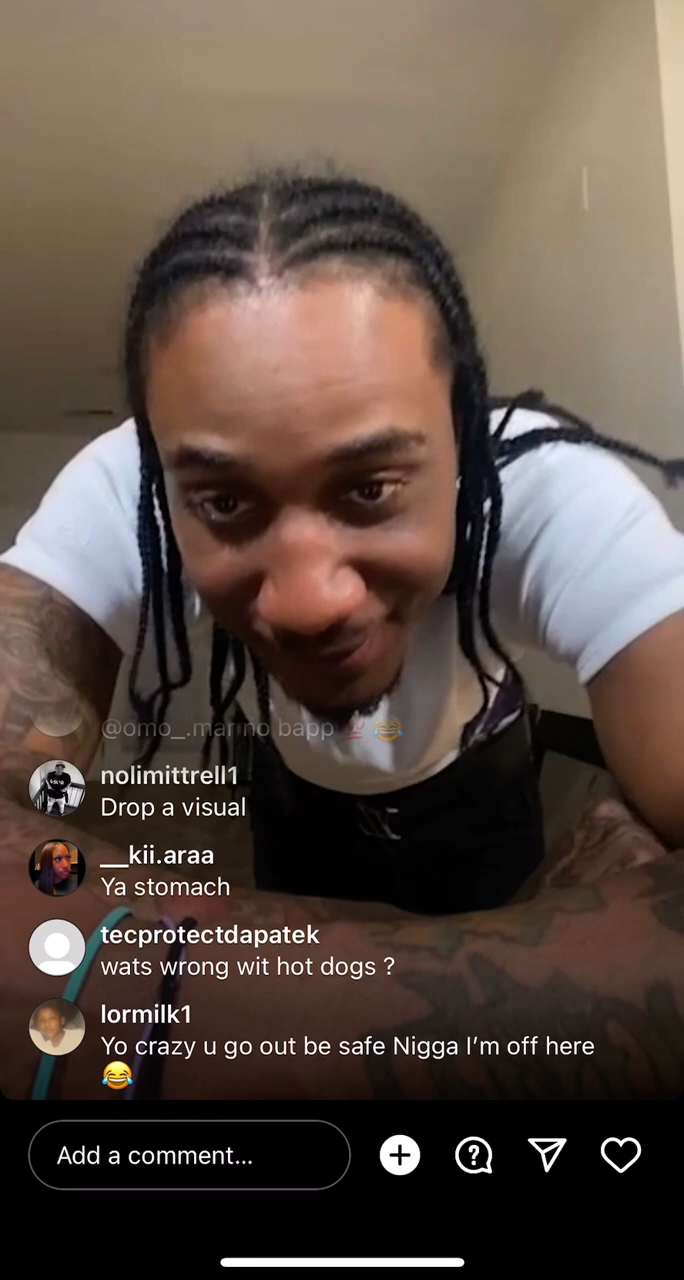 @omo_.marino bapp 💯 😂
nolimittrell1
Drop a visual
__kii.araa
Ya stomach
tecprotectdapatek
wats wrong wit hot dogs ?
lormilk1
Yo crazy u go out be safe Nigga I’m off here
😂
Add a comment...